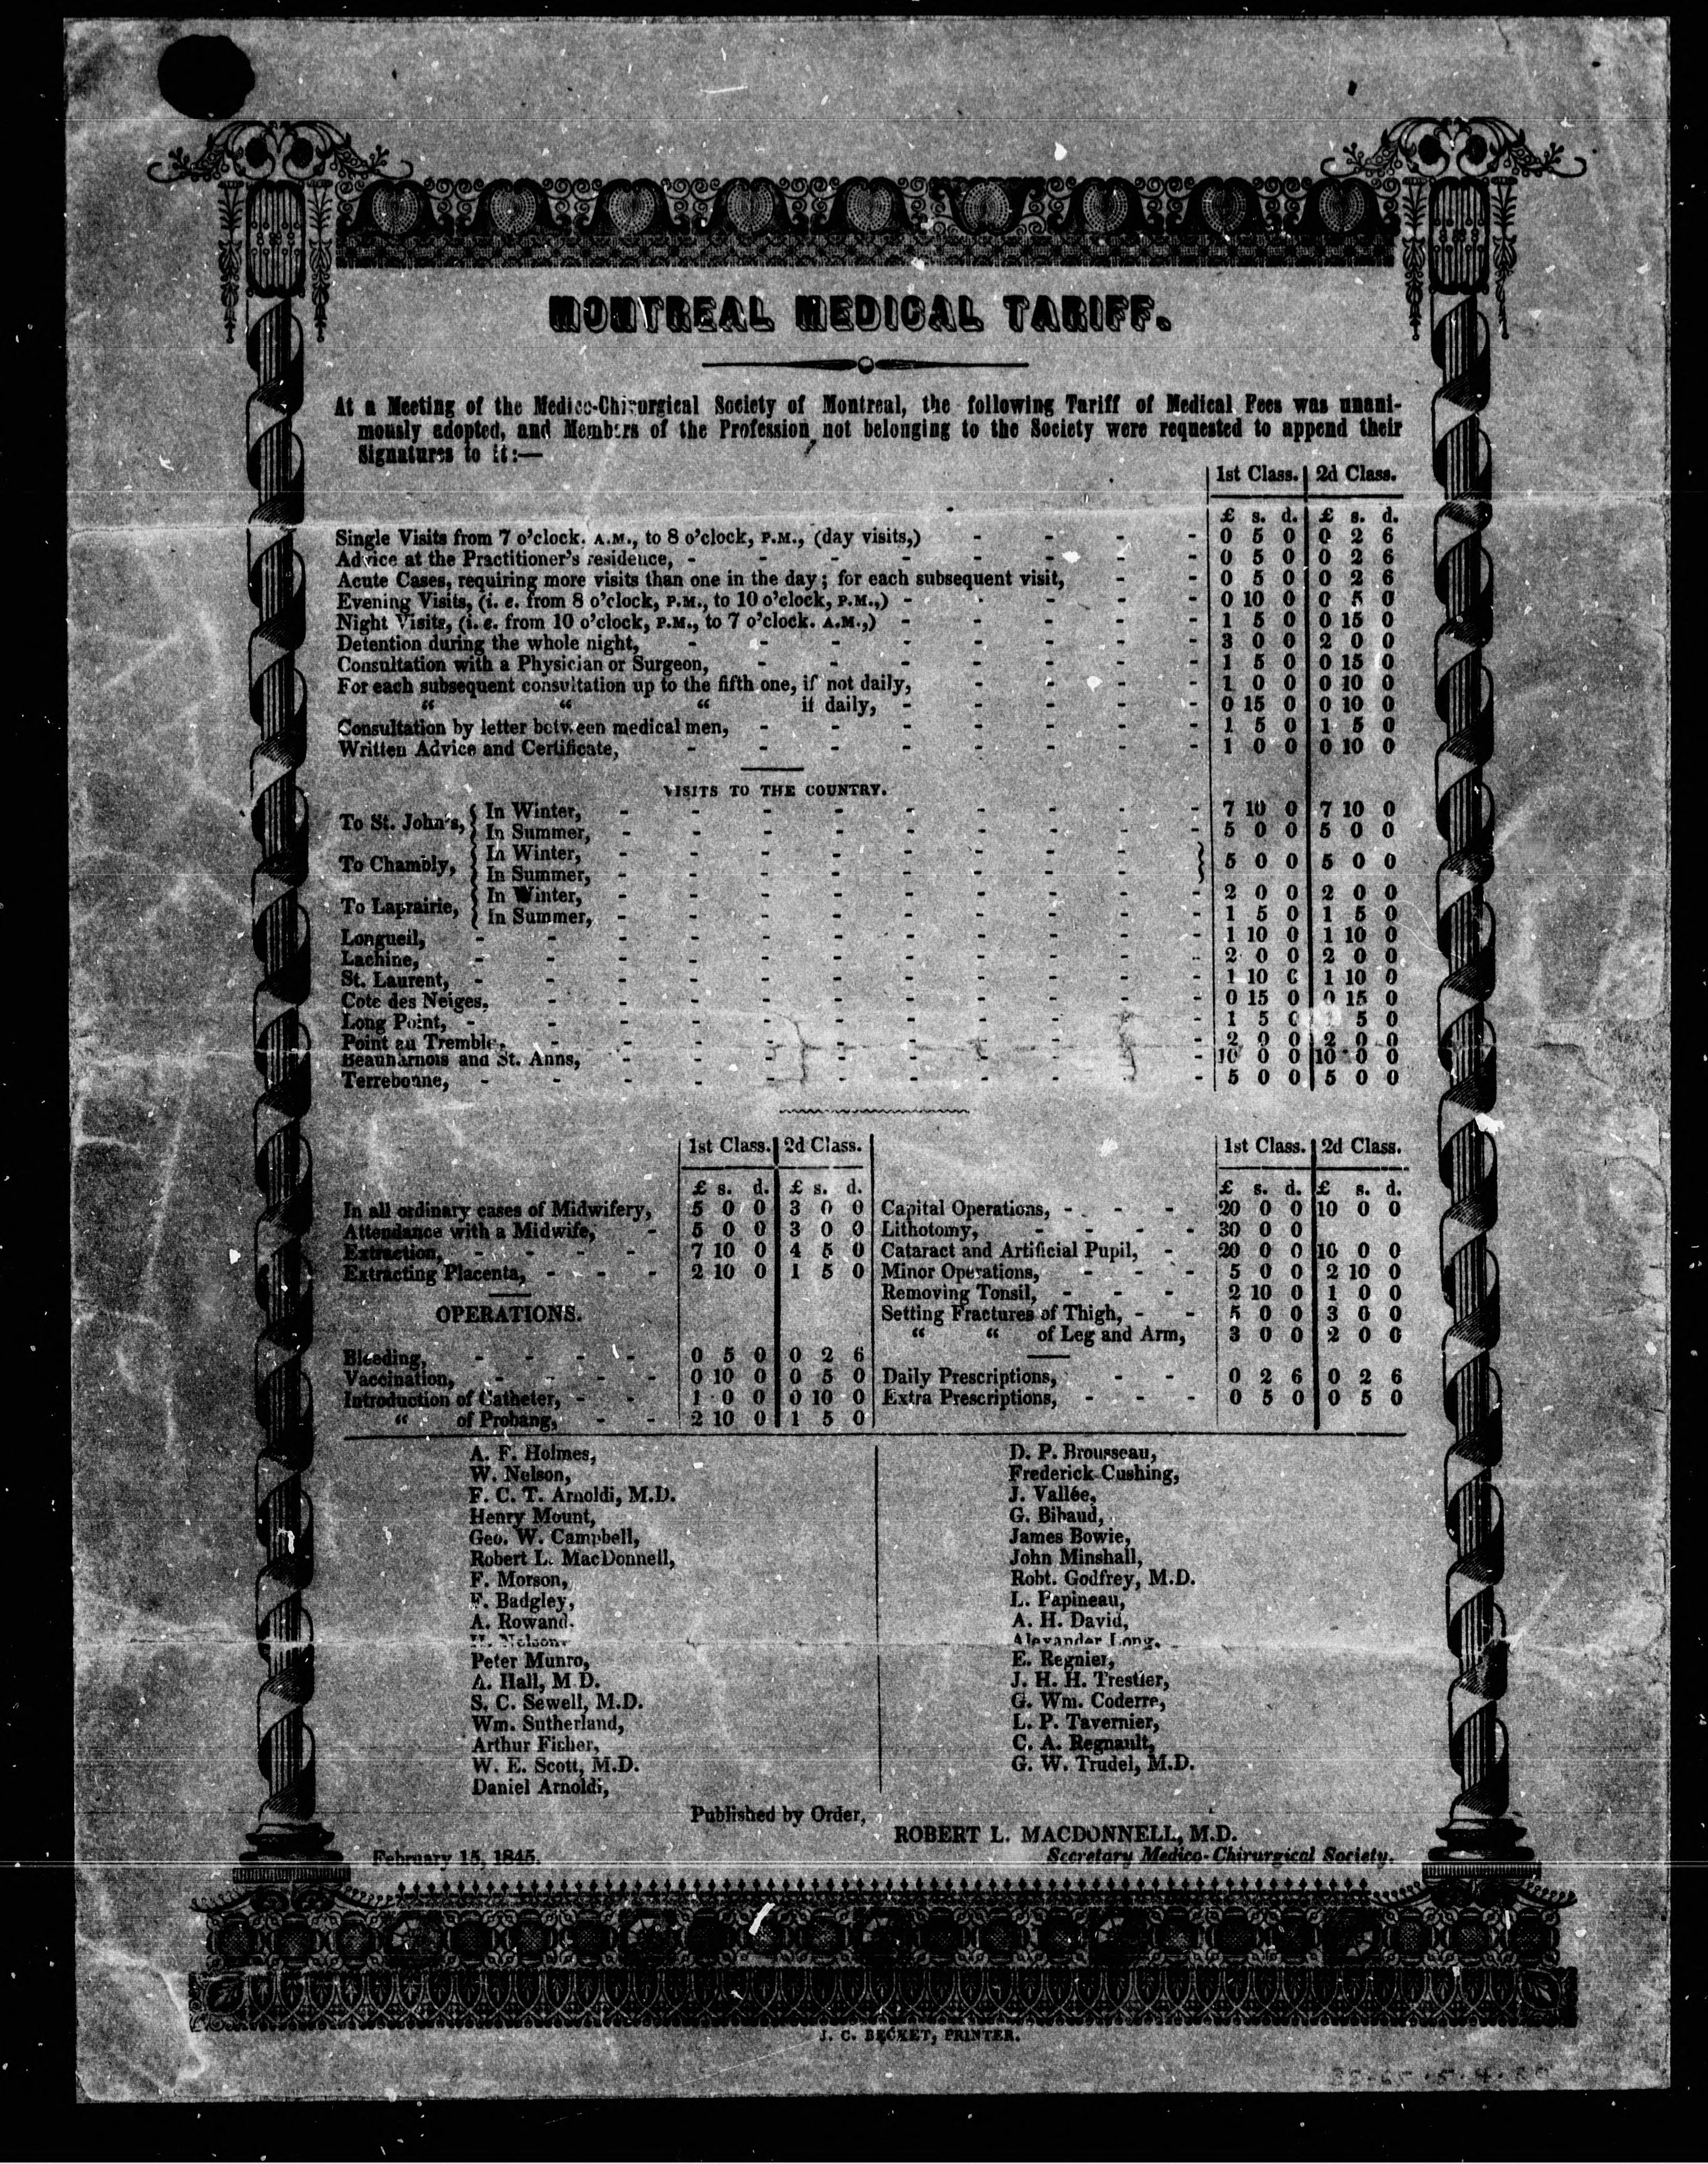 MONTREAL MEDICAL TARIFF.
At a Meeting of the Medico-Chirurgical Society of Montreal, the following Tariff of Medical Fees was unani-
mously adopted, and Members of the Profession not belonging to the Society were requested to append their
Signatures to it:—
1st Class. 2d Class.
£ s. d. £ s. d.
Single Visits from 7 o'clock. A.M., to 8 o'clock, P.M., (day visits,) - - - - 0 5 0 0 2 6
Advice at the Practitioner's residence, - - - - - - - - 0 5 0 0 2 6
Acute Cases, requiring more visits than one in the day; for each subsequent visit, - - 0 5 0 0 2 6
Evening Visits, (i. e. from 8 o'clock, P.M., to 10 o'clock, P.M.,) - - - - - 0 10 0 0 5 0
Night Visits, (i. e. from 10 o'clock, P.M., to 7 o'clock. A.M.,) - - - - - 1 5 0 0 15 0
Detention during the whole night, - - - - - - - - 3 0 0 2 0 0
Consultation with a Physician or Surgeon, - - - - - - - 1 5 0 0 15 0
For each subsequent consultation up to the fifth one, if not daily, - - - - 1 0 0 0 10 0
" " " if daily, - - - - - 0 15 0 0 10 0
Consultation by letter between medical men, - - - - - - - 1 5 0 1 5 0
Written Advice and Certificate, - - - - - - - - 1 0 0 0 10 0
VISITS TO THE COUNTRY.
To St. John's, { In Winter, - - - - - - - - - 7 10 0 7 10 0
In Summer, - - - - - - - - - 5 0 0 5 0 0
To Chambly, { In Winter, - - - - - - - - - } 5 0 0 5 0 0
In Summer, - - - - - - - - -
To Laprairie, { In Winter, - - - - - - - - - 2 0 0 2 0 0
In Summer, - - - - - - - - - 1 5 0 1 5 0
Longueil, - - - - - - - - - - - 1 10 0 1 10 0
Lachine, - - - - - - - - - - - 2 0 0 2 0 0
St. Laurent, - - - - - - - - - - - 1 10 0 1 10 0
Cote des Neiges, - - - - - - - - - - 0 15 0 0 15 0
Long Point, - - - - - - - - - - - 1 5 0 5 0
Point au Tremble, - - - - - - - - - - 2 0 0 2 0 0
Beauharnois and St. Anns, - - - - - - - - - 10 0 0 10 0 0
Terrebonne, - - - - - - - - - - - 5 0 0 5 0 0
1st Class. 2d Class.
£ s. d. £ s. d.
In all ordinary cases of Midwifery, 5 0 0 3 0 0
Attendance with a Midwife, - 5 0 0 3 0 0
Extraction, - - - - 7 10 0 4 5 0
Extracting Placenta, - - - 2 10 0 1 5 0
OPERATIONS.
Bleeding, - - - - 0 5 0 0 2 6
Vaccination, - - - - 0 10 0 0 5 0
Introduction of Catheter, - - 1 0 0 0 10 0
" of Probang, - - 2 10 0 1 5 0
1st Class. 2d Class.
£ s. d. £ s. d.
Capital Operations, - - - 20 0 0 10 0 0
Lithotomy, - - - - 30 0 0
Cataract and Artificial Pupil, - 20 0 0 10 0 0
Minor Operations, - - - 5 0 0 2 10 0
Removing Tonsil, - - - 2 10 0 1 0 0
Setting Fractures of Thigh, - - 5 0 0 3 0 0
" " of Leg and Arm, 3 0 0 2 0 0
Daily Prescriptions, - - 0 2 6 0 2 6
Extra Prescriptions, - - - 0 5 0 0 5 0
A. F. Holmes,
W. Nelson,
F. C. T. Arnoldi, M.D.
Henry Mount,
Geo. W. Campbell,
Robert L. MacDonnell,
F. Morson,
F. Badgley,
A. Rowand.
Nelson,
Peter Munro,
A. Hall, M.D.
S. C. Sewell, M.D.
Wm. Sutherland,
Arthur Fisher,
W. E. Scott, M.D.
Daniel Arnoldi,
D. P. Brousseau,
Frederick Cushing,
J. Vallée,
G. Bibaud,
James Bowie,
John Minshall,
Robt. Godfrey, M.D.
L. Papineau,
A. H. David,
Alexander Long,
E. Regnier,
J. H. H. Trestier,
G. Wm. Coderre,
L. P. Tavernier,
C. A. Regnault,
G. W. Trudel, M.D.
Published by Order,
ROBERT L. MACDONNELL, M.D.
February 15, 1845. Secretary Medico-Chirurgical Society.
J. C. BECKET, PRINTER.